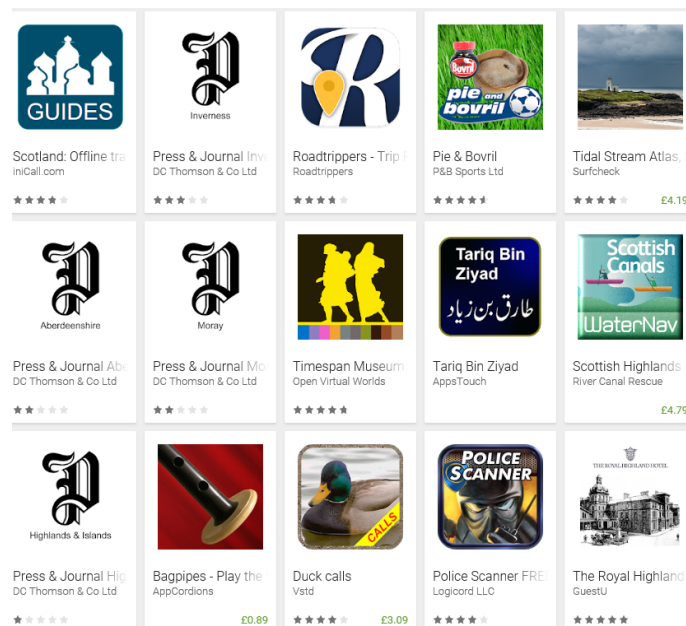 GUIDES
Scotland: Offline tra
iniCall.com
Inverness
Press & Journal Inv
DC Thomson & Co Ltd
R
Roadtrippers - Trip
Roadtrippers
Bovril
pie and
bovril
Pie & Bovril
P&B Sports Ltd
Tidal Stream Atlas,
Surfcheck
£4.19
Aberdeenshire
Press & Journal Abe
DC Thomson & Co Ltd
Moray
Press & Journal Mo
DC Thomson & Co Ltd
Timespan Museum
Open Virtual Worlds
Tariq Bin
Ziyad
طارق بن زیاد
Tariq Bin Ziyad
AppsTouch
Scottish
Canals
WaterNav
Scottish Highlands
River Canal Rescue
£4.79
Highlands & Islands
Press & Journal Hig
DC Thomson & Co Ltd
Bagpipes - Play the
AppCordions
£0.89
CALLS
Duck calls
Vstd
£3.09
POLICE
SCANNER
Police Scanner FRE
Logicord LLC
THE ROYAL HIGHLAND HOTEL
The Royal Highland
GuestU